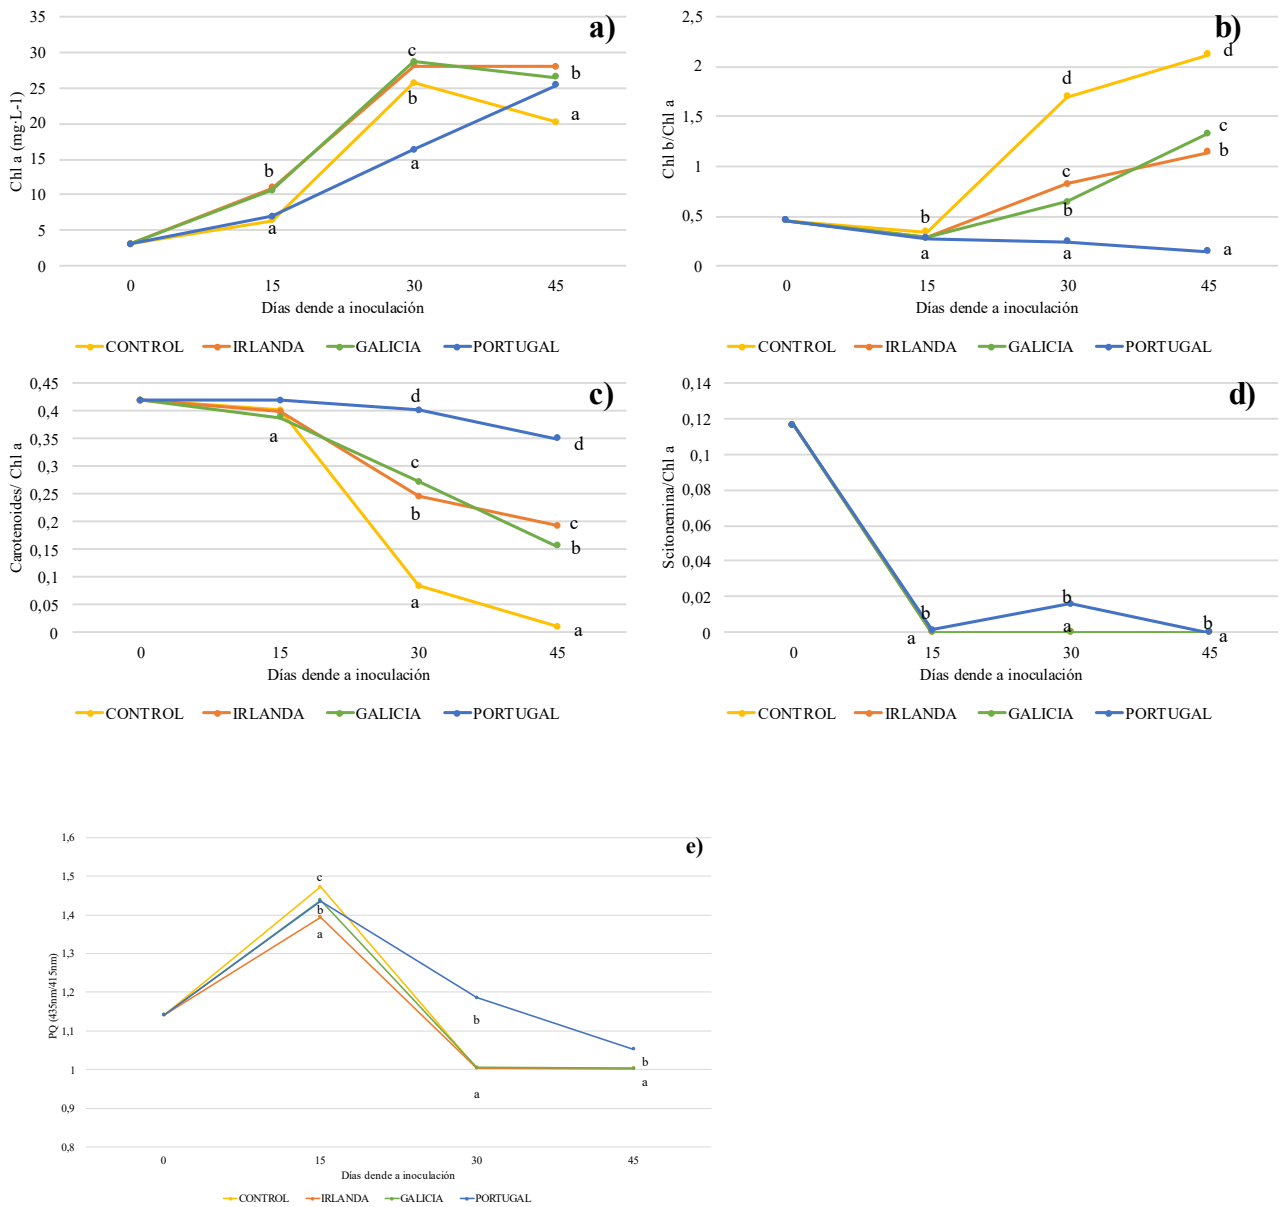 a)
Chl a (mg·L-1)
35
30
25
20
15
10
5
0
c
b
b
a
b
a
a
0 15 30 45
Días dende a inoculación
CONTROL IRLANDA GALICIA PORTUGAL
b)
Chl b/Chl a
2,5
2
1,5
1
0,5
0
d
d
c
c
b
b
b
a
a
a
0 15 30 45
Días dende a inoculación
CONTROL IRLANDA GALICIA PORTUGAL
c)
Carotenoides/ Chl a
0,45
0,4
0,35
0,3
0,25
0,2
0,15
0,1
0,05
0
d
a
d
c
b
c
b
a
a
0 15 30 45
Días dende a inoculación
CONTROL IRLANDA GALICIA PORTUGAL
d)
Scitonemina/Chl a
0,14
0,12
0,1
0,08
0,06
0,04
0,02
0
b
b
b
a
a
a
0 15 30 45
Días dende a inoculación
CONTROL IRLANDA GALICIA PORTUGAL
e)
PQ (435nm/415nm)
1,6
1,5
1,4
1,3
1,2
1,1
1
0,9
0,8
c
b
a
b
a
b
a
0 15 30 45
Días dende a inoculación
CONTROL IRLANDA GALICIA PORTUGAL